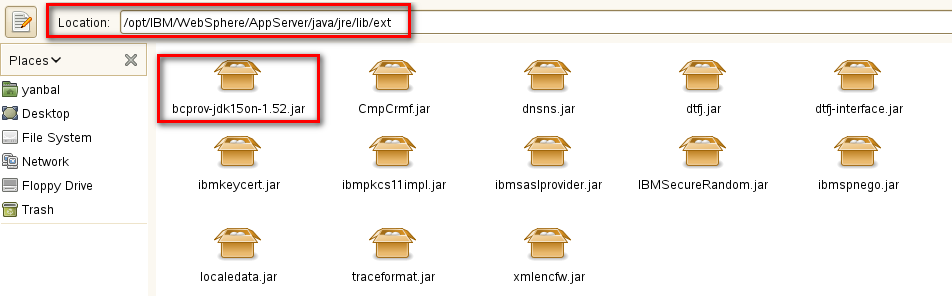 Location: /opt/IBM/WebSphere/AppServer/java/jre/lib/ext
Places
yanbal
Desktop
File System
Network
Floppy Drive
Trash
bcprov-jdk15on-1.52.jar CmpCrmf.jar dnsns.jar dtfj.jar dtfj-interface.jar
ibmkeycert.jar ibmpkcs11impl.jar ibmsaslprovider.jar IBMSecureRandom.jar ibmspnego.jar
localedata.jar traceformat.jar xmlencfw.jar